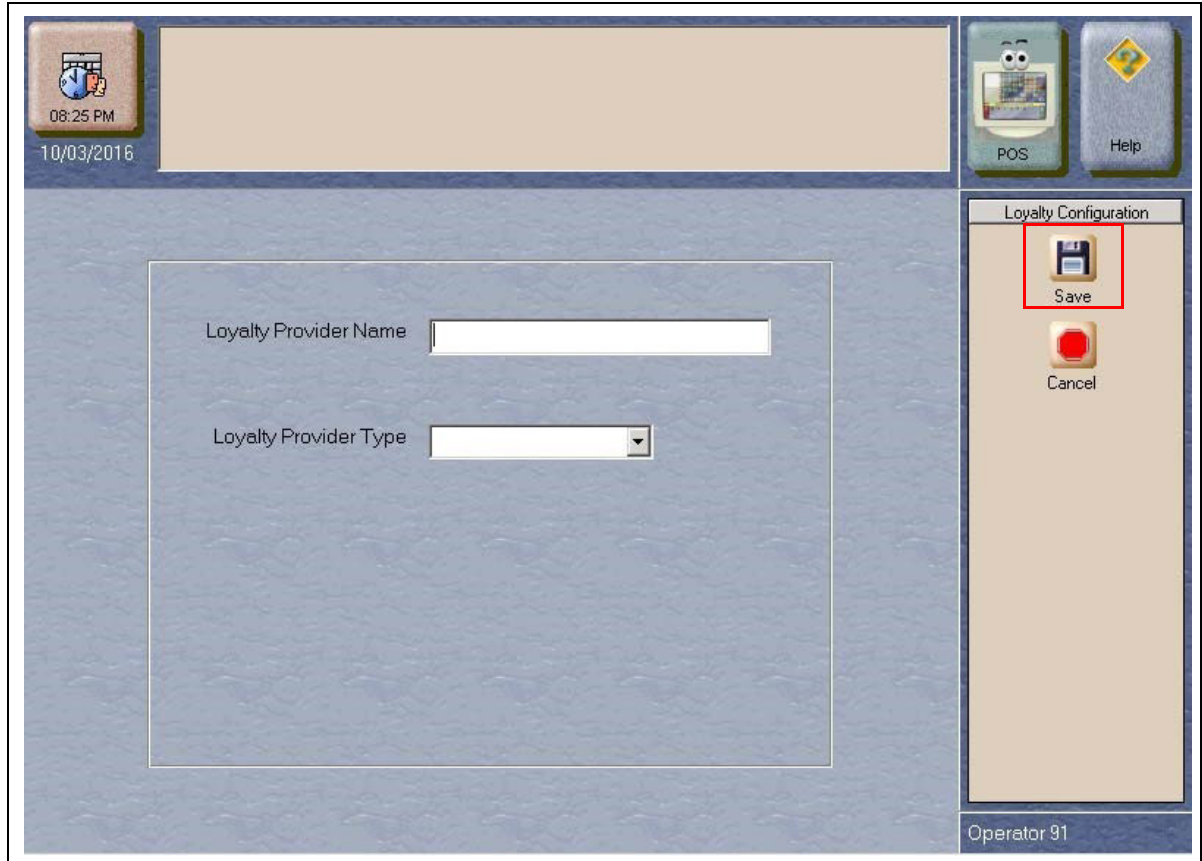 08:25 PM
10/03/2016
POS
Help
Loyalty Configuration
Save
Cancel
Loyalty Provider Name
Loyalty Provider Type
Operator 91